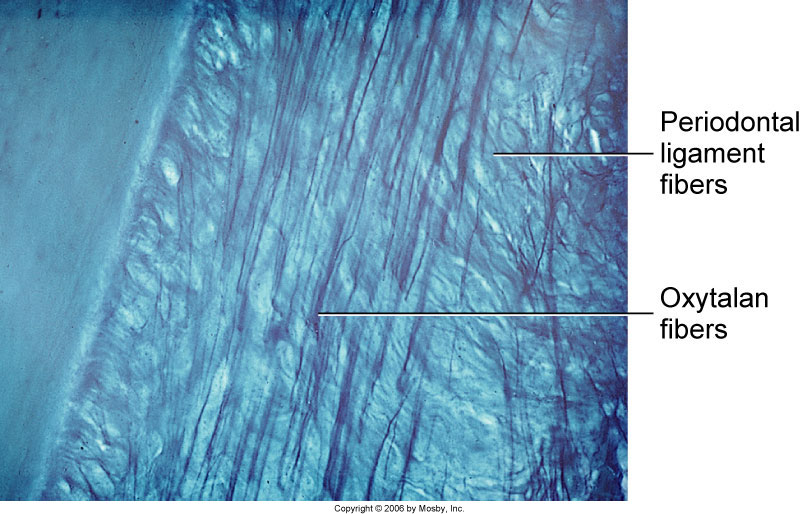 Periodontal
ligament
fibers
Oxytalan
fibers
Copyright © 2006 by Mosby, Inc.